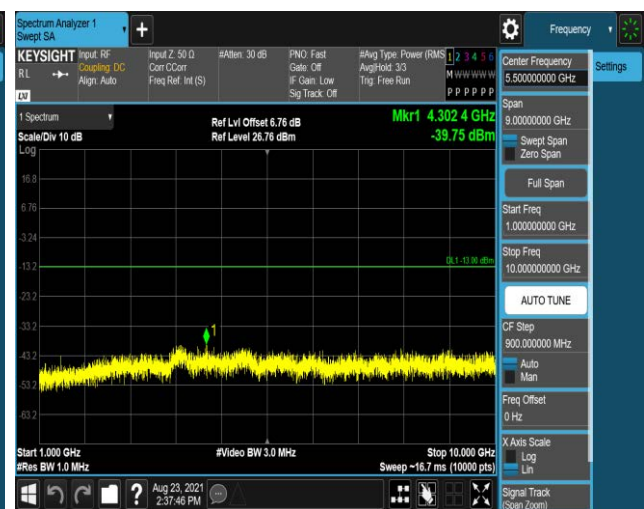 Spectrum Analyzer 1
Swept SA
+
Frequency
KEYSIGHT
RL
LXI
Input: RF
Coupling: DC
Align: Auto
Input Z: 50 Ω
Corr CCorr
Freq Ref: Int (S)
#Atten: 30 dB
PNO: Fast
Gate: Off
IF Gain: Low
Sig Track: Off
#Avg Type: Power (RMS
Avg|Hold: 3/3
Trig: Free Run
1 2 3 4 5 6
M W W W W W
P P P P P P
1 Spectrum
Scale/Div 10 dB
Log
Ref Lvl Offset 6.76 dB
Ref Level 26.76 dBm
Mkr1 4.302 4 GHz
-39.75 dBm
16.8
6.76
-3.24
-13.2
-23.2
-33.2
-43.2
-53.2
-63.2
DL1 -13.00 dBm
1
Start 1.000 GHz
#Res BW 1.0 MHz
#Video BW 3.0 MHz
Stop 10.000 GHz
Sweep ~16.7 ms (10000 pts)
Aug 23, 2021
2:37:46 PM
Center Frequency
5.500000000 GHz
Settings
Span
9.00000000 GHz
Swept Span
Zero Span
Full Span
Start Freq
1.000000000 GHz
Stop Freq
10.000000000 GHz
AUTO TUNE
CF Step
900.000000 MHz
Auto
Man
Freq Offset
0 Hz
X Axis Scale
Log
Lin
Signal Track
(Span Zoom)